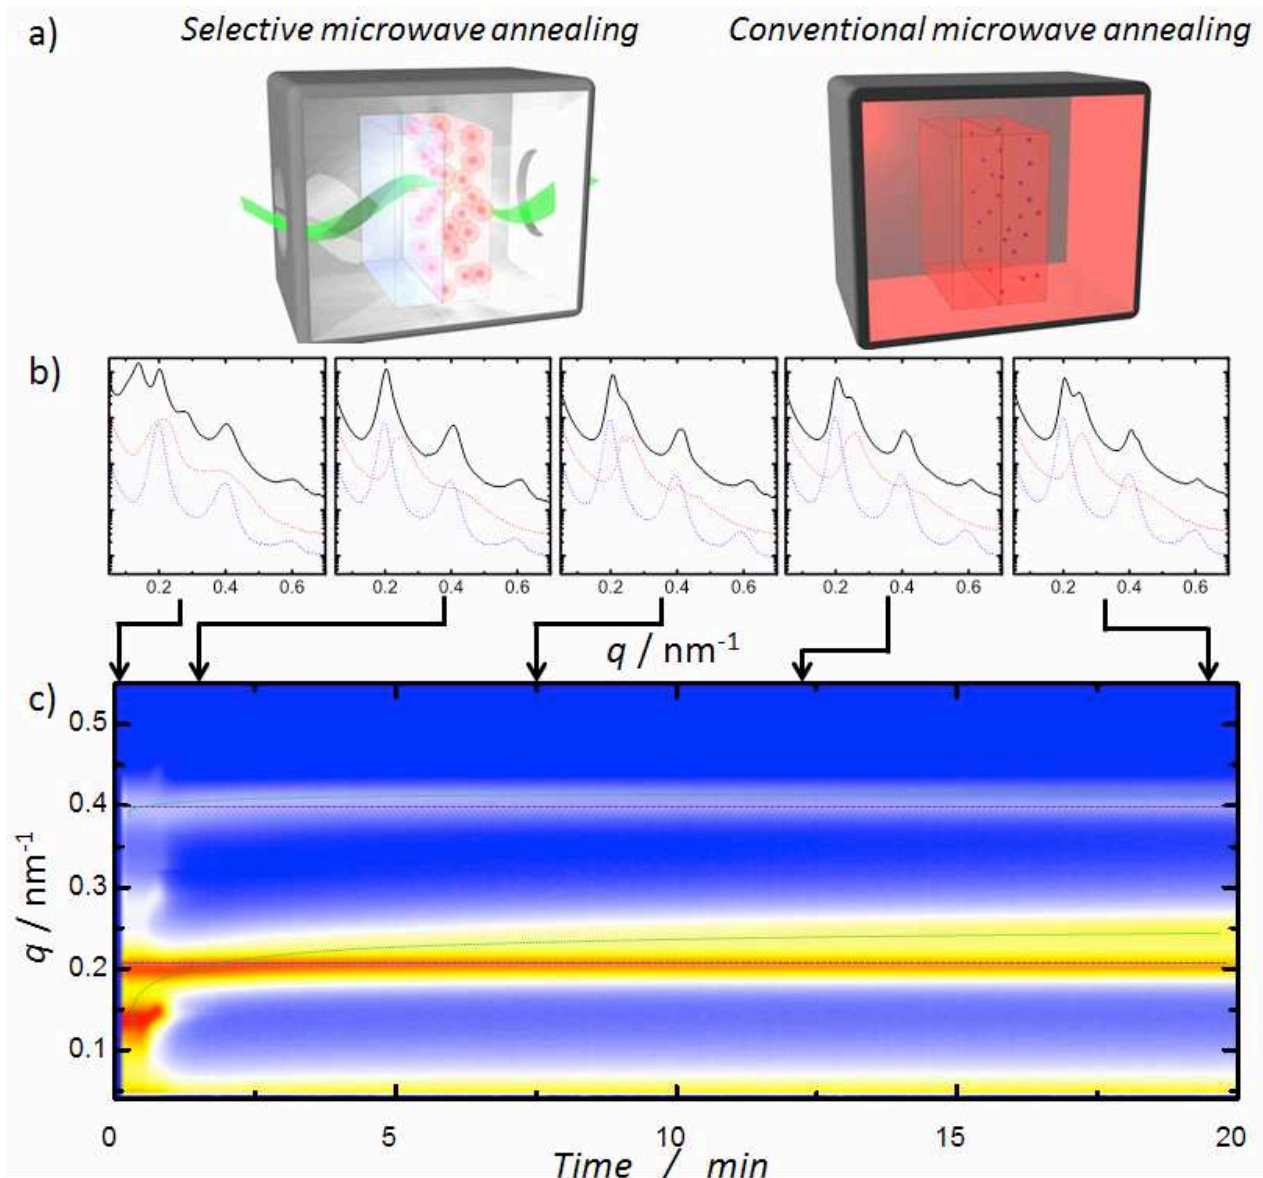 a) Selective microwave annealing Conventional microwave annealing
b)
0.2 0.4 0.6 0.2 0.4 0.6 0.2 0.4 0.6 0.2 0.4 0.6 0.2 0.4 0.6
q / nm-1
c)
0.5
0.4
0.3
0.2
0.1
q / nm-1
0 5 10 15 20
Time / min